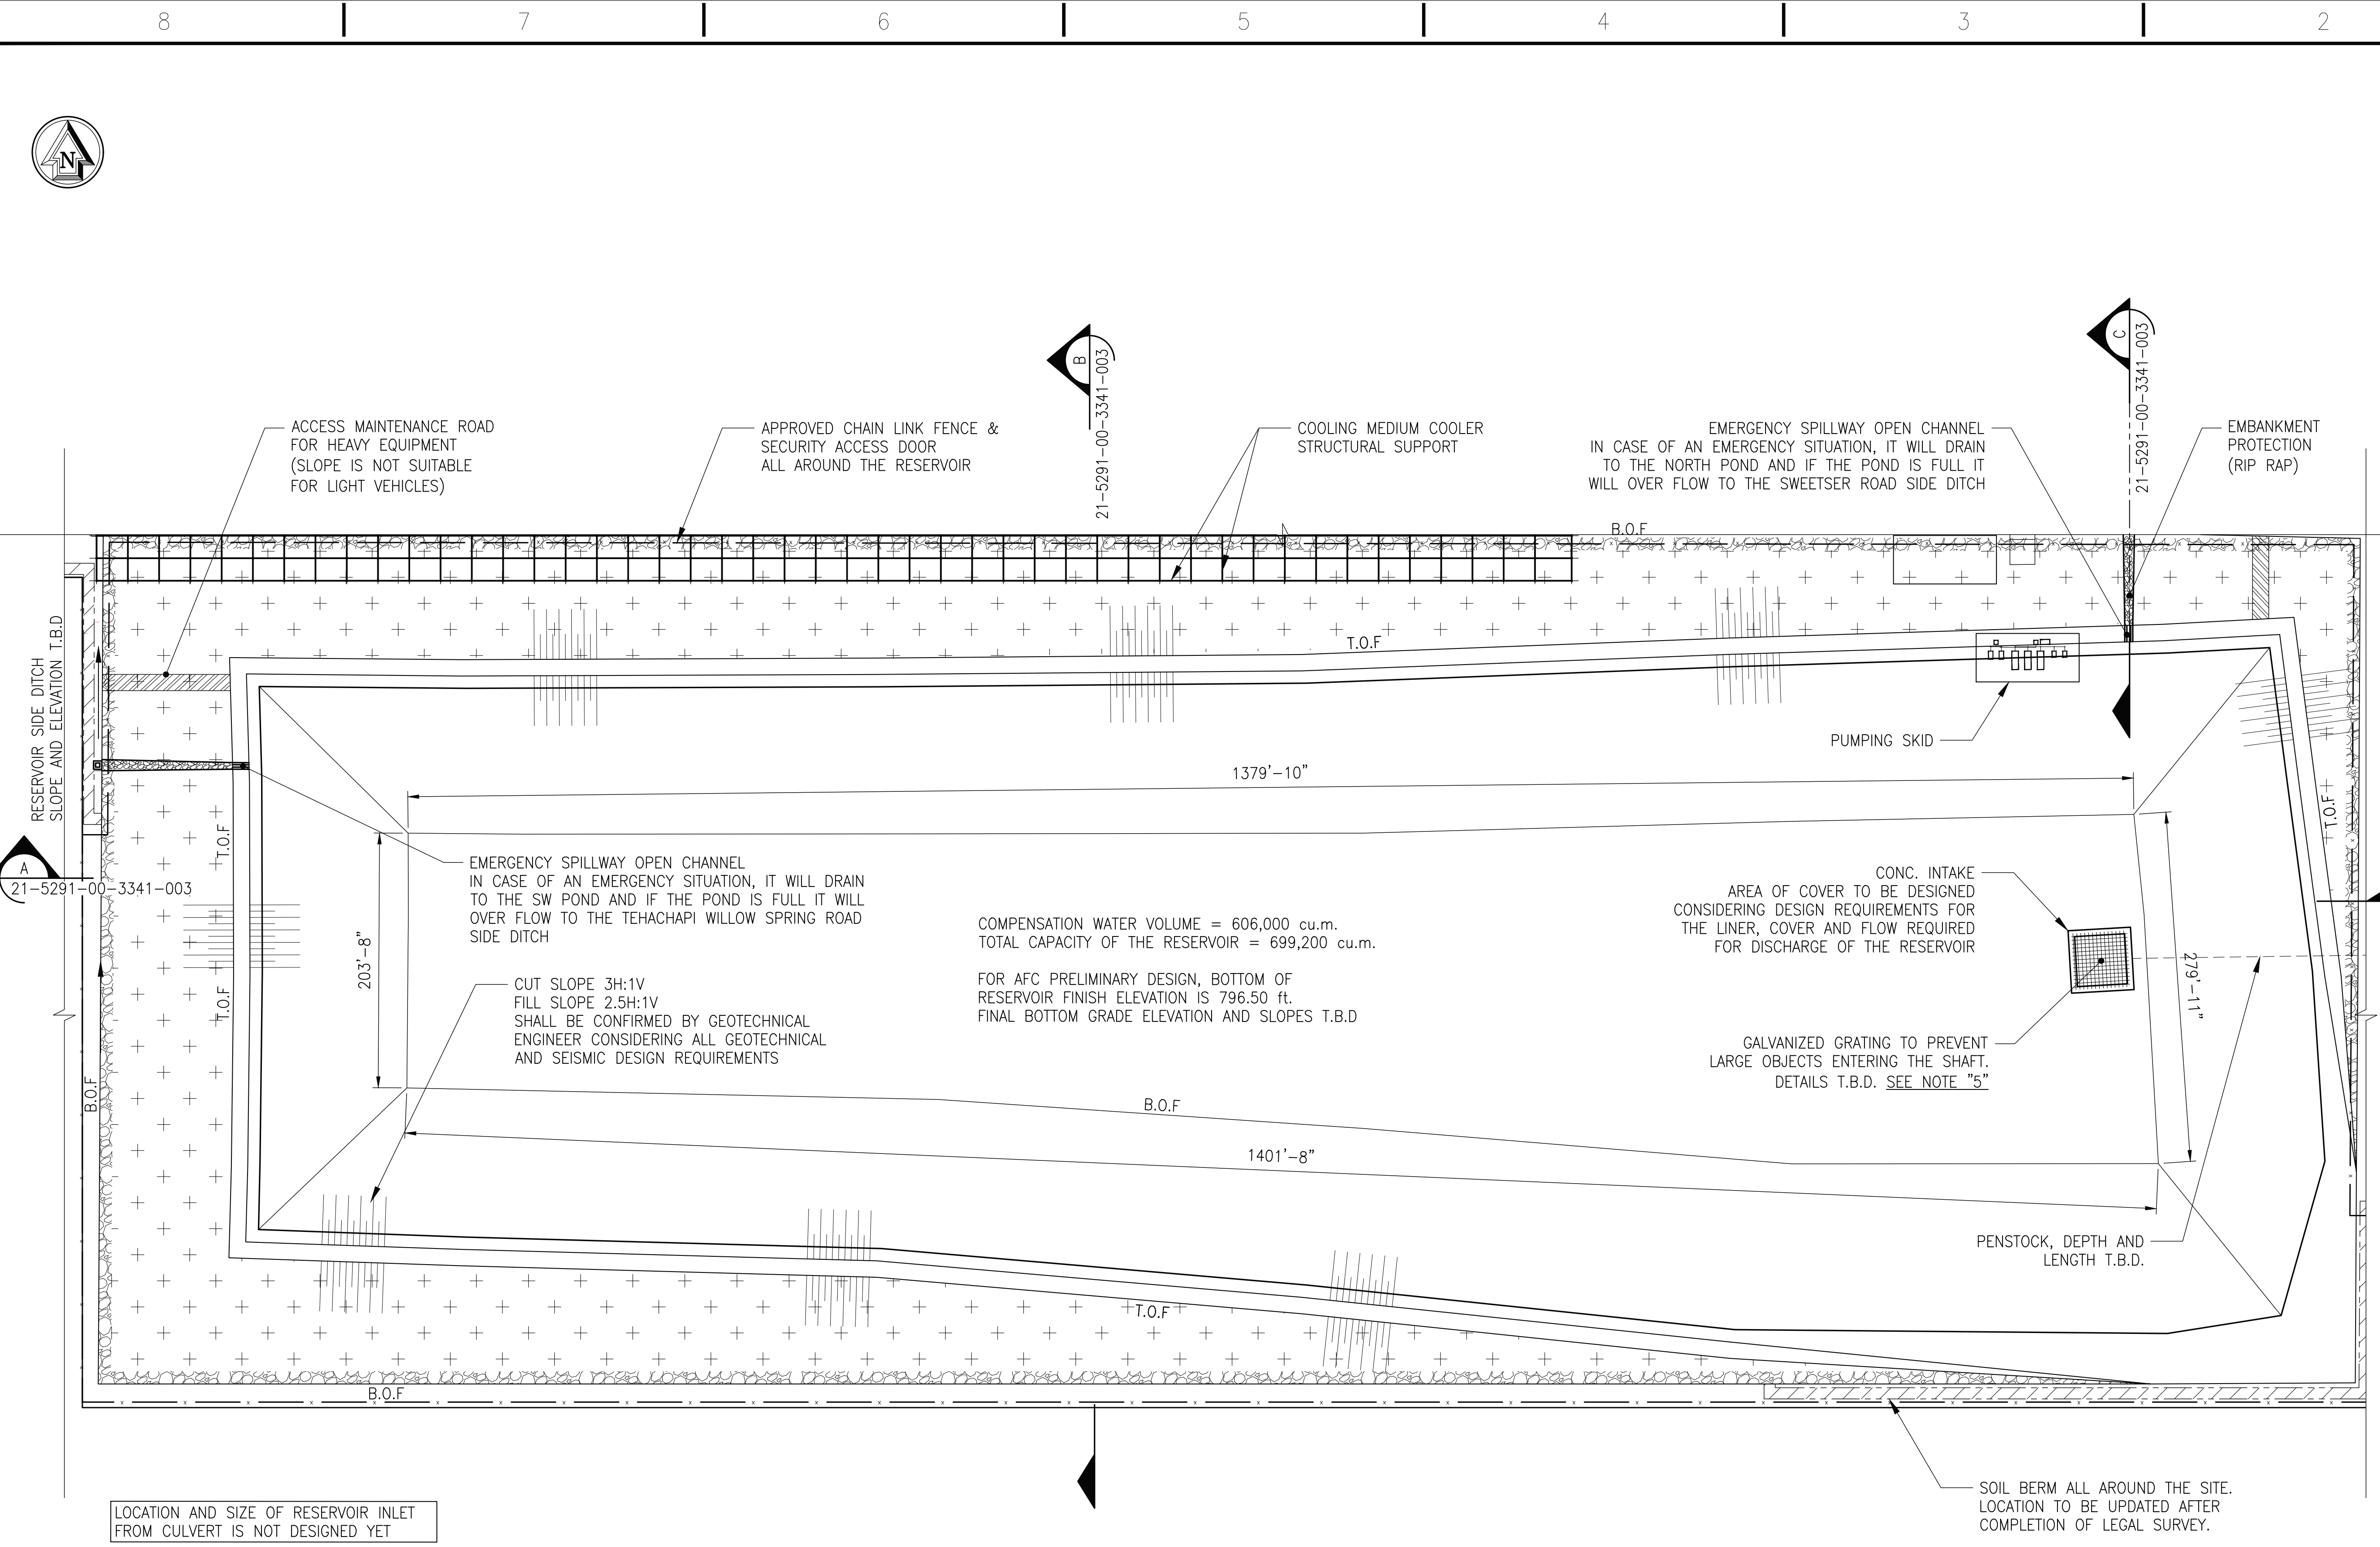 8 7 6 5 4 3 2
N
B
21-5291-00-3341-003
C
21-5291-00-3341-003
ACCESS MAINTENANCE ROAD
FOR HEAVY EQUIPMENT
(SLOPE IS NOT SUITABLE
FOR LIGHT VEHICLES)
APPROVED CHAIN LINK FENCE &
SECURITY ACCESS DOOR
ALL AROUND THE RESERVOIR
COOLING MEDIUM COOLER
STRUCTURAL SUPPORT
EMERGENCY SPILLWAY OPEN CHANNEL
IN CASE OF AN EMERGENCY SITUATION, IT WILL DRAIN
TO THE NORTH POND AND IF THE POND IS FULL IT
WILL OVER FLOW TO THE SWEETSER ROAD SIDE DITCH
EMBANKMENT
PROTECTION
(RIP RAP)
B.O.F
T.O.F
RESERVOIR SIDE DITCH
SLOPE AND ELEVATION T.B.D
PUMPING SKID
1379'-10"
T.O.F
T.O.F
A
21-5291-00-3341-003
EMERGENCY SPILLWAY OPEN CHANNEL
IN CASE OF AN EMERGENCY SITUATION, IT WILL DRAIN
TO THE SW POND AND IF THE POND IS FULL IT WILL
OVER FLOW TO THE TEHACHAPI WILLOW SPRING ROAD
SIDE DITCH
203'-8"
COMPENSATION WATER VOLUME = 606,000 cu.m.
TOTAL CAPACITY OF THE RESERVOIR = 699,200 cu.m.
FOR AFC PRELIMINARY DESIGN, BOTTOM OF
RESERVOIR FINISH ELEVATION IS 796.50 ft.
FINAL BOTTOM GRADE ELEVATION AND SLOPES T.B.D
CONC. INTAKE
AREA OF COVER TO BE DESIGNED
CONSIDERING DESIGN REQUIREMENTS FOR
THE LINER, COVER AND FLOW REQUIRED
FOR DISCHARGE OF THE RESERVOIR
279'-11"
T.O.F
CUT SLOPE 3H:1V
FILL SLOPE 2.5H:1V
SHALL BE CONFIRMED BY GEOTECHNICAL
ENGINEER CONSIDERING ALL GEOTECHNICAL
AND SEISMIC DESIGN REQUIREMENTS
GALVANIZED GRATING TO PREVENT
LARGE OBJECTS ENTERING THE SHAFT.
DETAILS T.B.D. SEE NOTE "5"
B.O.F
B.O.F
1401'-8"
PENSTOCK, DEPTH AND
LENGTH T.B.D.
T.O.F
B.O.F
SOIL BERM ALL AROUND THE SITE.
LOCATION TO BE UPDATED AFTER
COMPLETION OF LEGAL SURVEY.
LOCATION AND SIZE OF RESERVOIR INLET
FROM CULVERT IS NOT DESIGNED YET